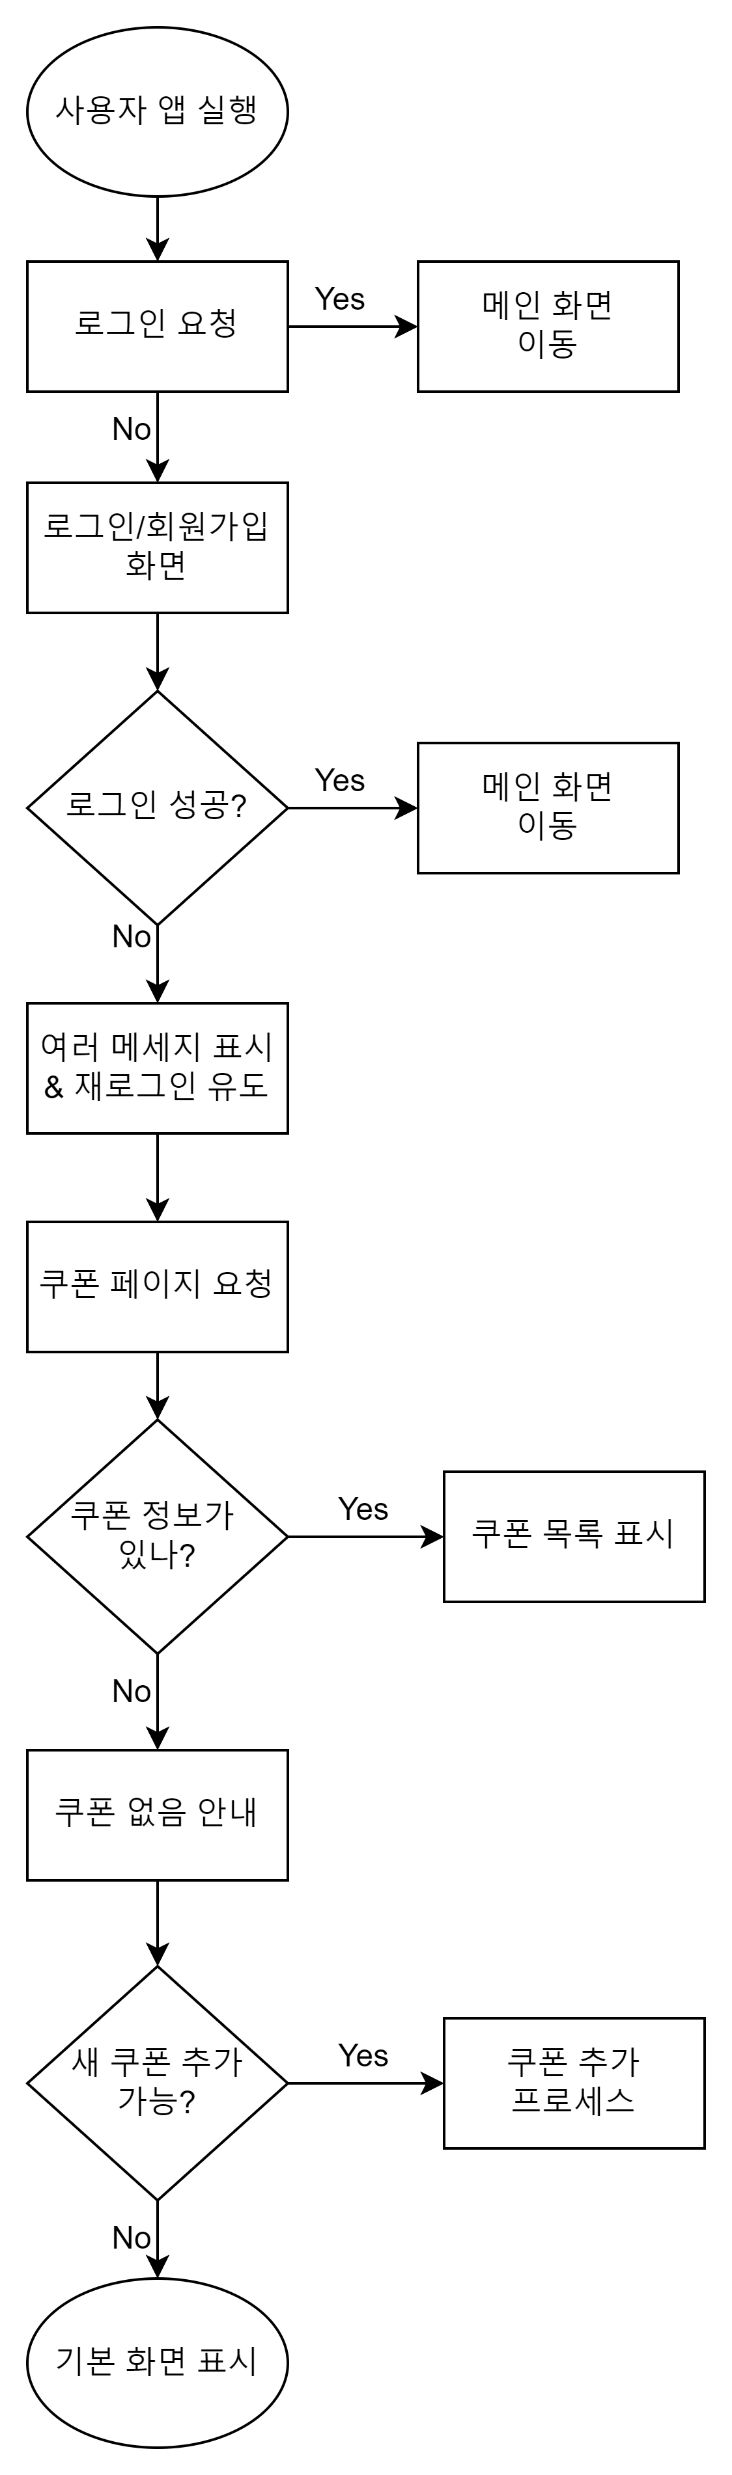 사용자 앱 실행
로그인 요청
Yes
메인 화면
이동
No
로그인/회원가입
화면
로그인 성공?
Yes
메인 화면
이동
No
여러 메세지 표시
& 재로그인 유도
쿠폰 페이지 요청
쿠폰 정보가
있나?
Yes
쿠폰 목록 표시
No
쿠폰 없음 안내
새 쿠폰 추가
가능?
Yes
쿠폰 추가
프로세스
No
기본 화면 표시